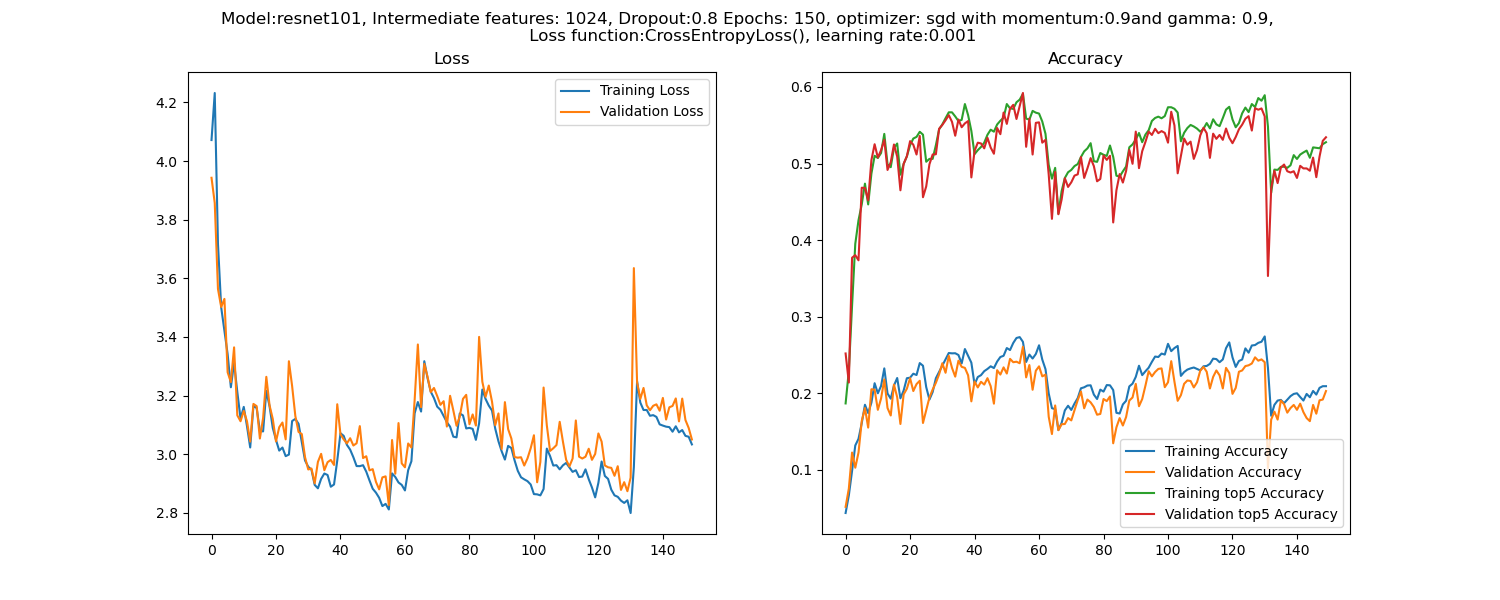 Model:resnet101, Intermediate features: 1024, Dropout:0.8 Epochs: 150, optimizer: sgd with momentum:0.9and gamma: 0.9,
Loss function:CrossEntropyLoss(), learning rate:0.001
Loss
Training Loss
Validation Loss
4.2
4.0
3.8
3.6
3.4
3.2
3.0
2.8
0 20 40 60 80 100 120 140
Accuracy
0.6
0.5
0.4
0.3
0.2
0.1
Training Accuracy
Validation Accuracy
Training top5 Accuracy
Validation top5 Accuracy
0 20 40 60 80 100 120 140